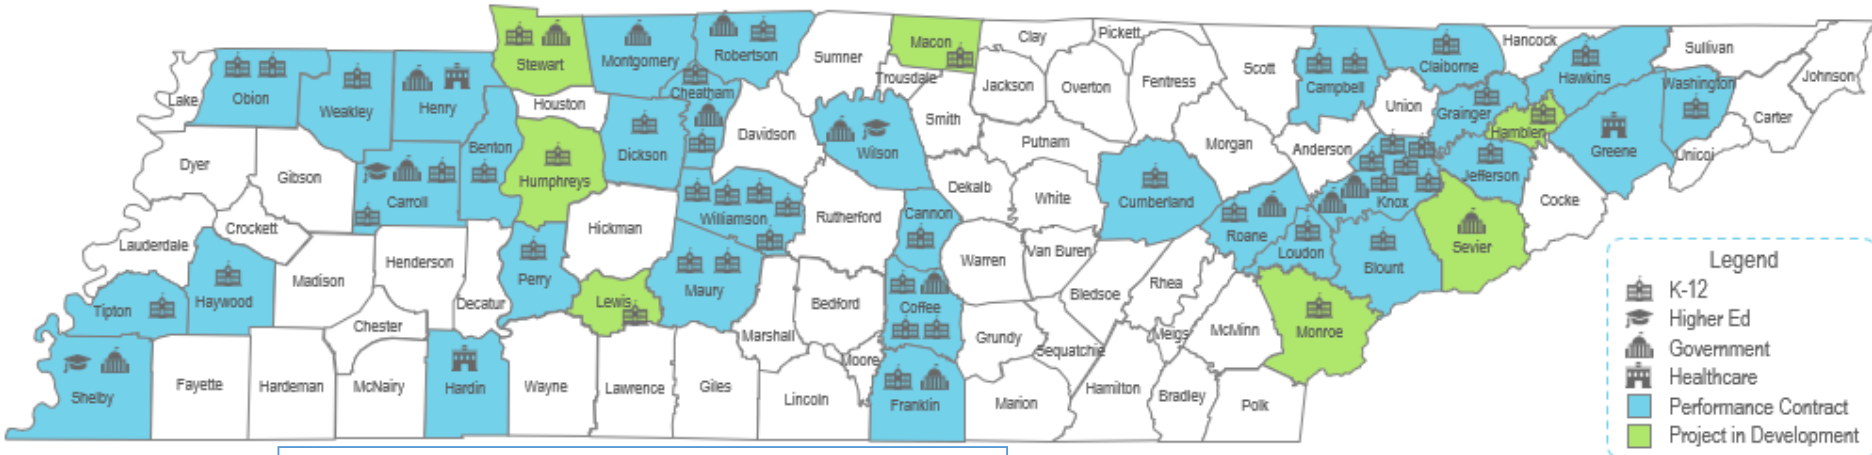 Lake
Obion
Weakley
Henry
Stewart
Montgomery
Robertson
Sumner
Macon
Trousdale
Clay
Pickett
Jackson
Overton
Fentress
Scott
Campbell
Claiborne
Hancock
Hawkins
Sullivan
Johnson
Washington
Carter
Unicoi
Greene
Hamblen
Grainger
Union
Anderson
Morgan
Putnam
Smith
Wilson
Davidson
Cheatham
Dickson
Houston
Humphreys
Benton
Carroll
Gibson
Dyer
Lauderdale
Crockett
Haywood
Madison
Henderson
Decatur
Perry
Hickman
Williamson
Rutherford
Cannon
Dekalb
White
Cumberland
Roane
Loudon
Knox
Jefferson
Cocke
Sevier
Blount
Monroe
McMinn
Meigs
Rhea
Bledsoe
Van Buren
Warren
Coffee
Bedford
Maury
Lewis
Marshall
Moore
Grundy
Sequatchie
Tipton
Chester
Shelby
Fayette
Hardeman
McNairy
Hardin
Wayne
Lawrence
Giles
Lincoln
Franklin
Marion
Hamilton
Bradley
Polk
Legend
K-12
Higher Ed
Government
Healthcare
Performance Contract
Project in Development